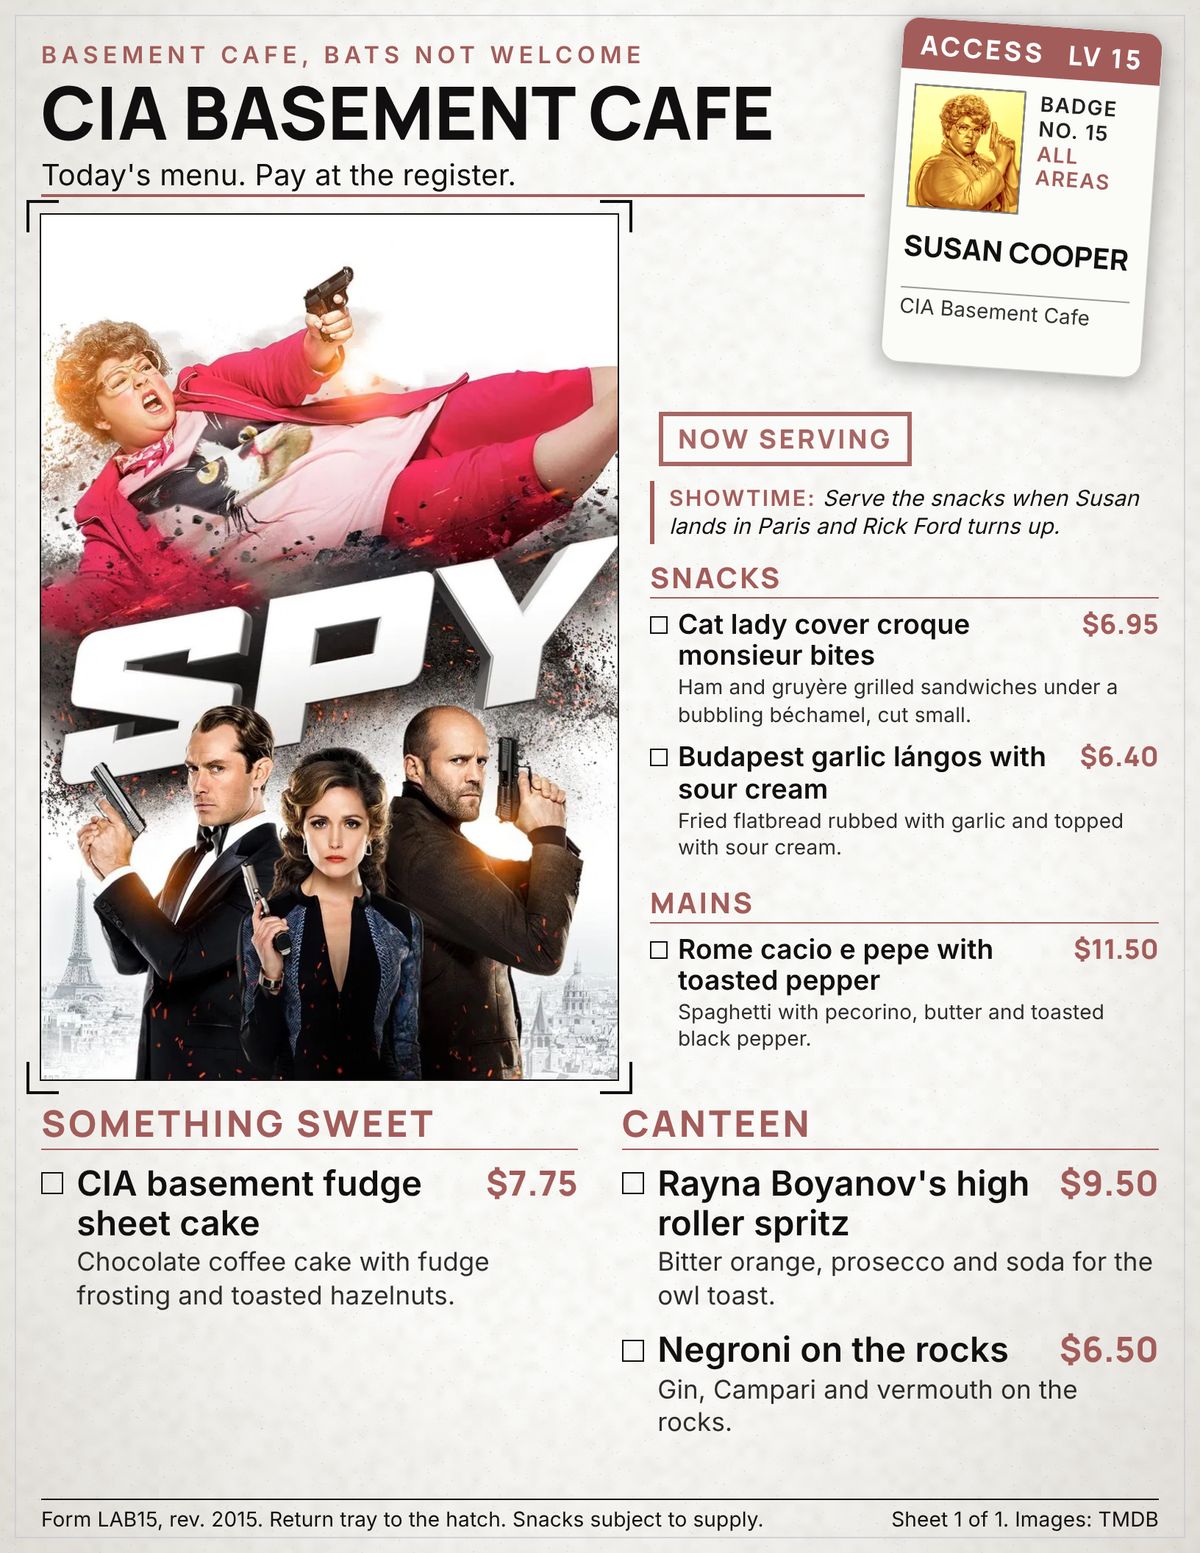 BASEMENT CAFE, BATS NOT WELCOME
CIA BASEMENT CAFE
Today's menu. Pay at the register.
ACCESS LV 15
BADGE
NO. 15
ALL
AREAS
SUSAN COOPER
CIA Basement Cafe
SPY
NOW SERVING
SHOWTIME: Serve the snacks when Susan
lands in Paris and Rick Ford turns up.
SNACKS
Cat lady cover croque $6.95
monsieur bites
Ham and gruyère grilled sandwiches under a
bubbling béchamel, cut small.
Budapest garlic lángos with $6.40
sour cream
Fried flatbread rubbed with garlic and topped
with sour cream.
MAINS
Rome cacio e pepe with $11.50
toasted pepper
Spaghetti with pecorino, butter and toasted
black pepper.
SOMETHING SWEET
CIA basement fudge $7.75
sheet cake
Chocolate coffee cake with fudge
frosting and toasted hazelnuts.
CANTEEN
Rayna Boyanov's high $9.50
roller spritz
Bitter orange, prosecco and soda for the
owl toast.
Negroni on the rocks $6.50
Gin, Campari and vermouth on the
rocks.
Form LAB15, rev. 2015. Return tray to the hatch. Snacks subject to supply.
Sheet 1 of 1. Images: TMDB